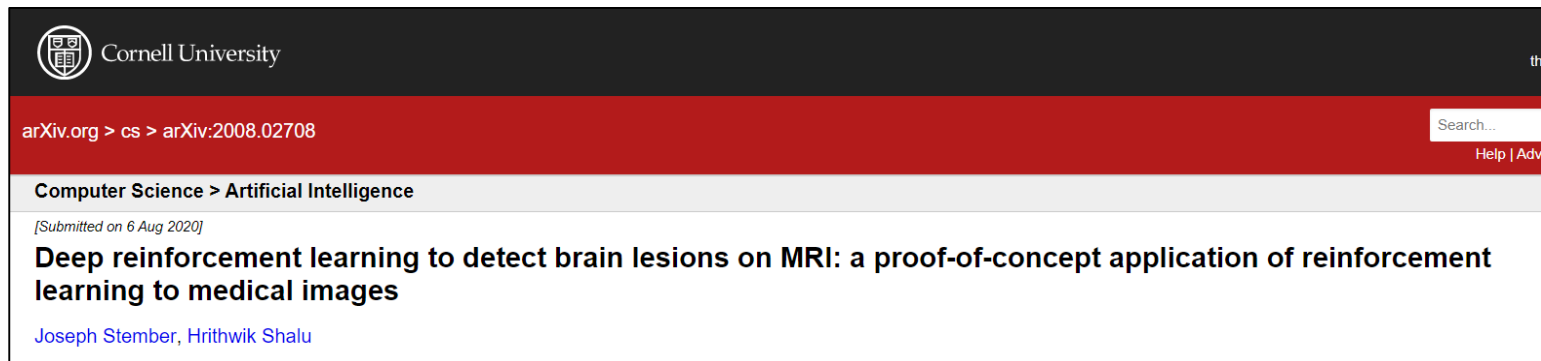 Cornell University
th
arXiv.org > cs > arXiv:2008.02708
Search...
Help | Adv
Computer Science > Artificial Intelligence
[Submitted on 6 Aug 2020]
Deep reinforcement learning to detect brain lesions on MRI: a proof-of-concept application of reinforcement
learning to medical images
Joseph Stember, Hrithwik Shalu